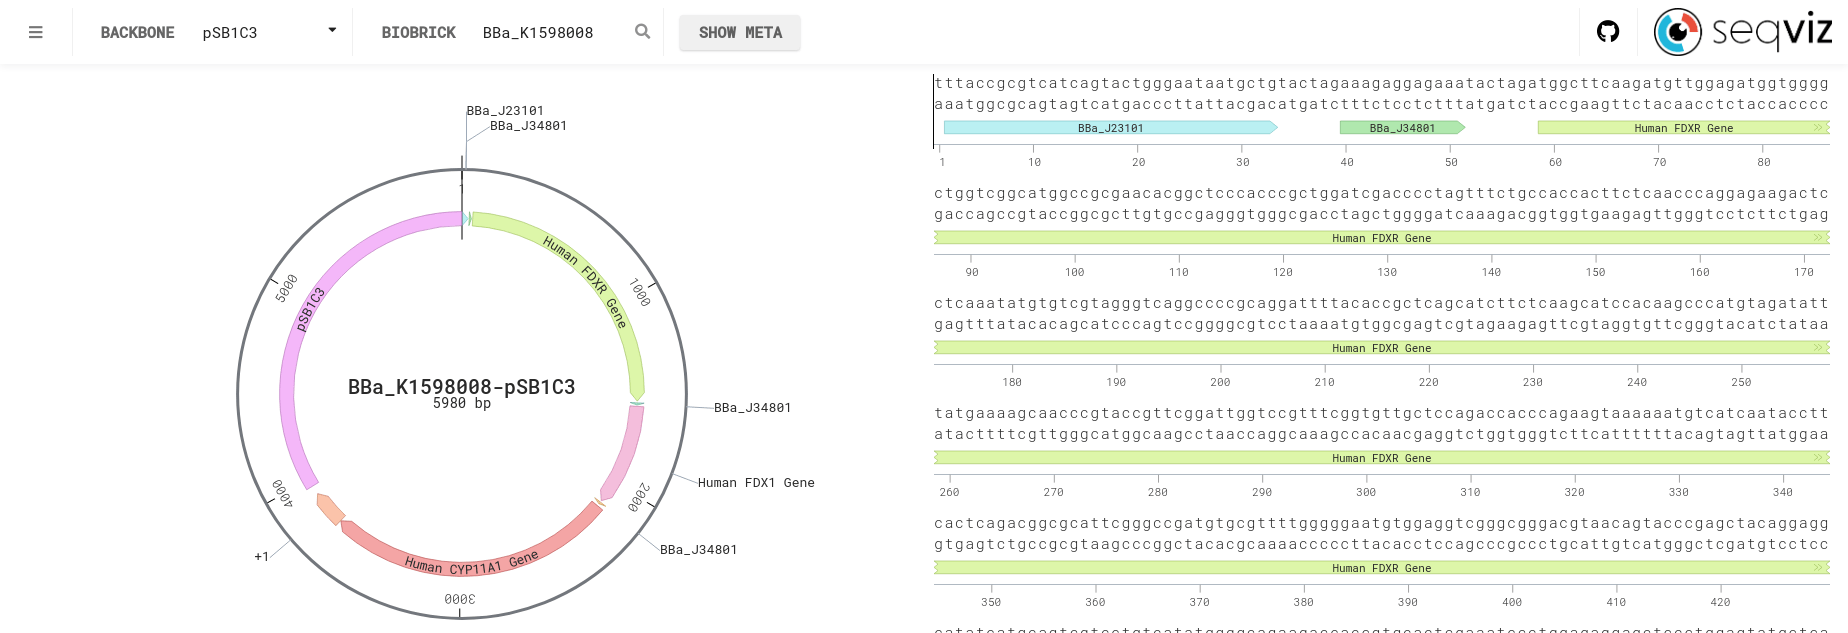 BACKBONE pSB1C3 BIOBRICK BBa_K1598008 SHOW META seqviz
BBa_J23101
BBa_J34801
1
Human FDXR Gene
1000
BBa_J34801
Human FDX1 Gene
2000
BBa_J34801
Human CYP11A1 Gene
3000
+1
4000
pSB1C3
5000
BBa_K1598008-pSB1C3
5980 bp
tttaccgcgtcatcagtactgggaataatgctgtactagaaagaggagaaatactagatggcttcaagatgttggagatggtgggg
aaatggcgcagtagtcatgacccttattacgacatgatctttctcctctttatgatctaccgaagttctacaacctctaccacccc
BBa_J23101 BBa_J34801 Human FDXR Gene
1 10 20 30 40 50 60 70 80
ctggtcggcatggccgcgaacacggctcccacccgctggatcgacccctagtttctgccaccacttctcaacccaggagaagactc
gaccagccgtaccggcgcttgtgccgagggtgggcgacctagctggggatcaaagacggtggtgaagagttgggtcctcttctgag
Human FDXR Gene
90 100 110 120 130 140 150 160 170
ctcaaatatgtgtcgtagggtcaggccccgcaggattttacaccgctcagcatcttctcaagcatccacaagcccatgtagatatt
gagtttatacacagcatcccagtccggggcgtcctaaaatgtggcgagtcgtagaagagttcgtaggtgttcgggtacatctataa
Human FDXR Gene
180 190 200 210 220 230 240 250
tatgaaaagcaacccgtaccgttcggattggtccgtttcggtgttgctccagaccacccagaagtaaaaaatgtcatcaatacctt
atacttttcgttgggcatggcaagcctaaccaggcaaagccacaacgaggtctggtgggtcttcattttttacagtagttatggaa
Human FDXR Gene
260 270 280 290 300 310 320 330 340
cactcagacggcgcattcgggccgatgtgcgttttgggggaatgtggaggtcgggcgggacgtaacagtacccgagctacaggagg
gtgagtctgccgcgtaagcccggctacacgcaaaacccccttacacctccagcccgccctgcattgtcatgggctcgatgtcctcc
Human FDXR Gene
350 360 370 380 390 400 410 420